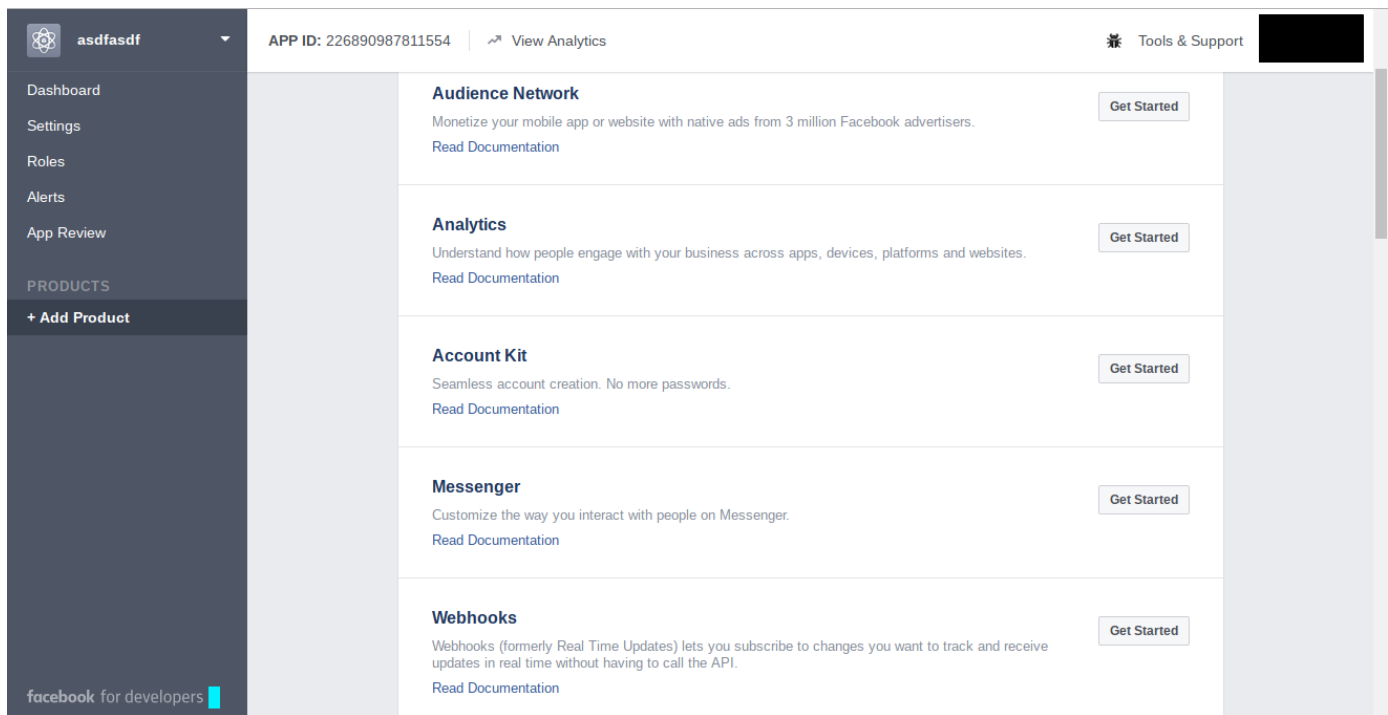 asdfasdf
APP ID: 226890987811554
View Analytics
Tools & Support
Dashboard
Settings
Roles
Alerts
App Review
PRODUCTS
+ Add Product
facebook for developers
Audience Network
Get Started
Monetize your mobile app or website with native ads from 3 million Facebook advertisers.
Read Documentation
Analytics
Get Started
Understand how people engage with your business across apps, devices, platforms and websites.
Read Documentation
Account Kit
Get Started
Seamless account creation. No more passwords.
Read Documentation
Messenger
Get Started
Customize the way you interact with people on Messenger.
Read Documentation
Webhooks
Get Started
Webhooks (formerly Real Time Updates) lets you subscribe to changes you want to track and receive
updates in real time without having to call the API.
Read Documentation